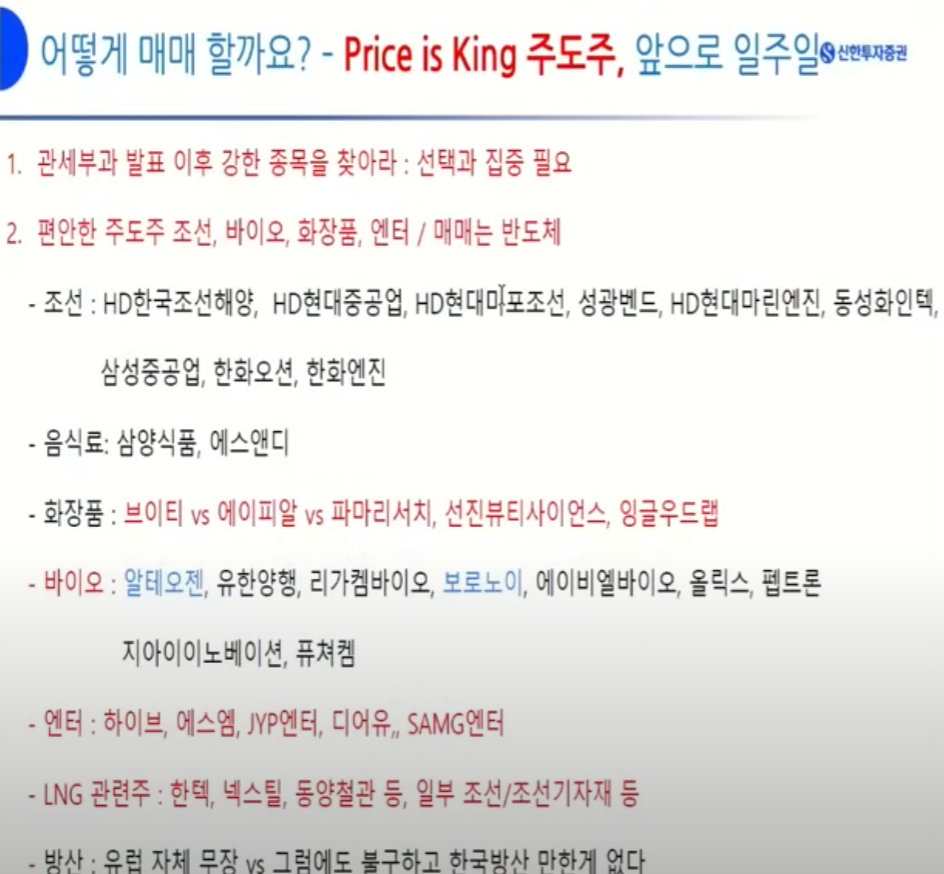 어떻게 매매 할까요? - Price is King 주도주, 앞으로 일주일 신한투자증권
1. 관세부과 발표 이후 강한 종목을 찾아라 : 선택과 집중 필요
2. 편안한 주도주 조선, 바이오, 화장품, 엔터 / 매매는 반도체
- 조선 : HD한국조선해양, HD현대중공업, HD현대미포조선, 성광벤드, HD현대마린엔진, 동성화인텍,
삼성중공업, 한화오션, 한화엔진
- 음식료: 삼양식품, 에스앤디
- 화장품 : 브이티 vs 에이피알 vs 파마리서치, 선진뷰티사이언스, 잉글우드랩
- 바이오 : 알테오젠, 유한양행, 리가켐바이오, 보로노이, 에이비엘바이오, 올릭스, 펩트론
지아이이노베이션, 퓨쳐켐
- 엔터 : 하이브, 에스엠, JYP엔터, 디어유,, SAMG엔터
- LNG 관련주 : 한텍, 넥스틸, 동양철관 등, 일부 조선/조선기자재 등
- 방산 : 유럽 자체 무장 vs 그럼에도 불구하고 한국방산 만한게 없다